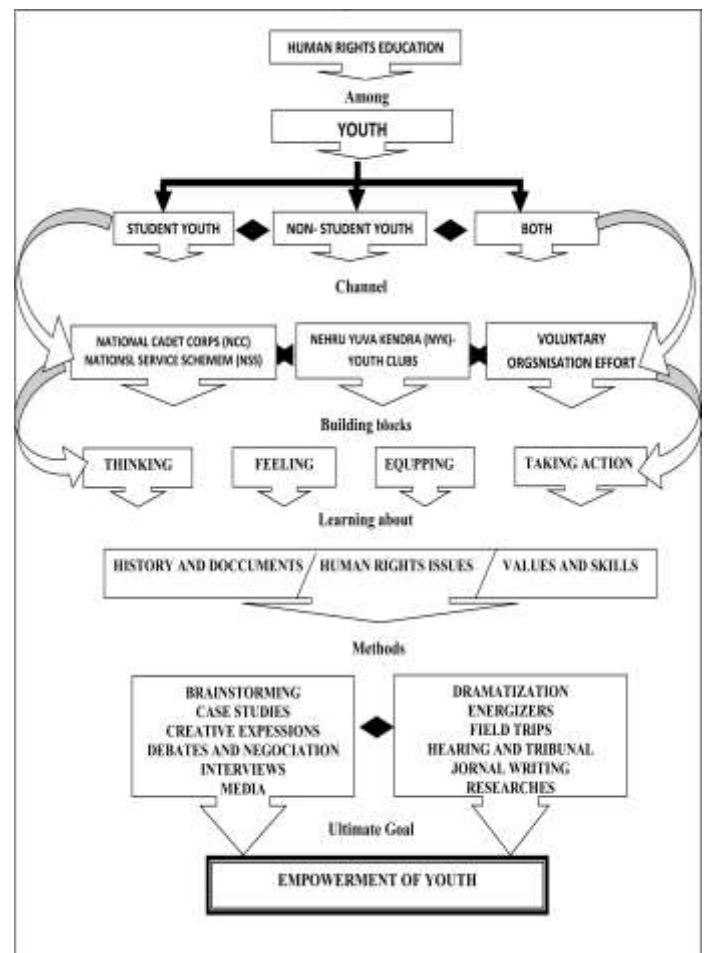 HUMAN RIGHTS EDUCATION
Among
YOUTH
STUDENT YOUTH
NON- STUDENT YOUTH
BOTH
Channel
NATIONAL CADET CORPS (NCC)
NATIONSL SERVICE SCHEMEM (NSS)
NEHRU YUVA KENDRA (NYK)-
YOUTH CLUBS
VOLUNTARY
ORGSNISATION EFFORT
Building blocks
THINKING
FEELING
EQUPPING
TAKING ACTION
Learning about
HISTORY AND DOCCUMENTS
HUMAN RIGHTS ISSUES
VALUES AND SKILLS
Methods
BRAINSTORMING
CASE STUDIES
CREATIVE EXPESSIONS
DEBATES AND NEGOCIATION
INTERVIEWS
MEDIA
DRAMATIZATION
ENERGIZERS
FIELD TRIPS
HEARING AND TRIBUNAL
JORNAL WRITING
RESEARCHES
Ultimate Goal
EMPOWERMENT OF YOUTH